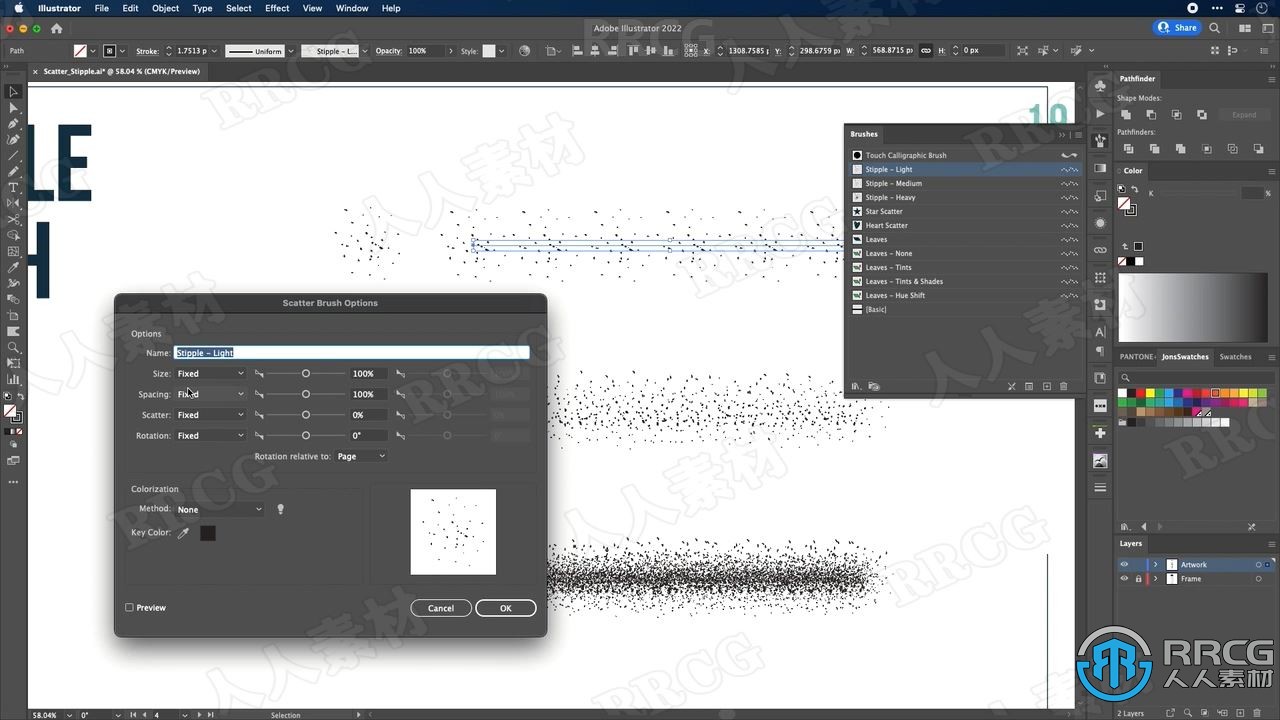 Illustrator File Edit Object Type Select Effect View Window Help
Adobe Illustrator 2022
Share
Path Stroke: 1.7513 p Uniform Stipple - L... Opacity: 100% Style: X: 1308.7585 p Y: 298.6759 p W: 568.8715 px H: 0 px
× Scatter_Stipple.ai* @ 58.04 % (CMYK/Preview)
LE
H
10
Brushes
Touch Calligraphic Brush
Stipple - Light
Stipple - Medium
Stipple - Heavy
Star Scatter
Heart Scatter
Leaves
Leaves - None
Leaves - Tints
Leaves - Tints & Shades
Leaves - Hue Shift
[Basic]
Scatter Brush Options
Options
Name: Stipple - Light
Size: Fixed 100%
Spacing: Fixed 100%
Scatter: Fixed 0%
Rotation: Fixed 0°
Rotation relative to: Page
Colorization
Method: None
Key Color:
Preview
Cancel OK
Pathfinder
Shape Modes:
Expand
Pathfinders:
Color
K %
PANTONE JonsSwatches Swatches
Layers
Artwork
Frame
2 Layers
58.04% 0° 4 Selection
RRCG
人人素材